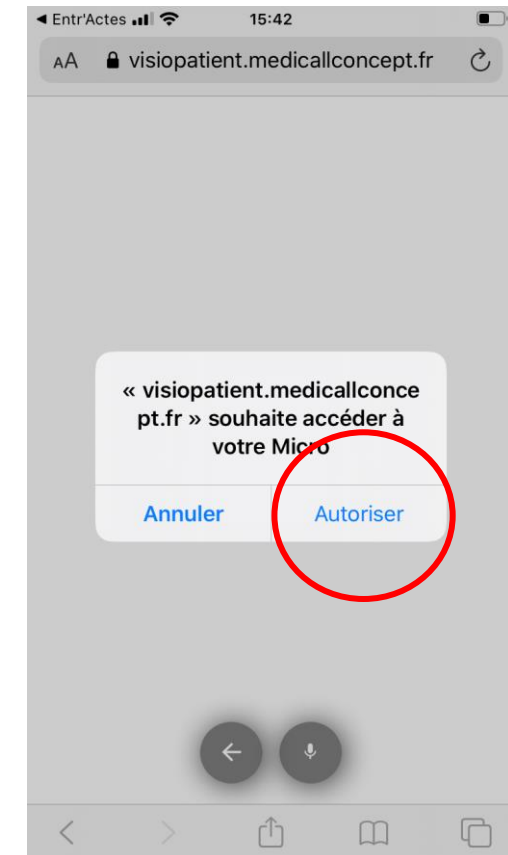 ◀ Entr'Actes 15:42
AA visiopatient.medicallconcept.fr
« visiopatient.medicallconce
pt.fr » souhaite accéder à
votre Micro
Annuler Autoriser